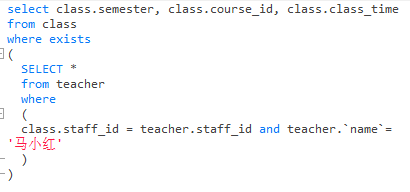 select class.semester, class.course_id, class.class_time
from class
where exists
(
SELECT *
from teacher
where
(
class.staff_id = teacher.staff_id and teacher.`name`=
'马小红'
)
)